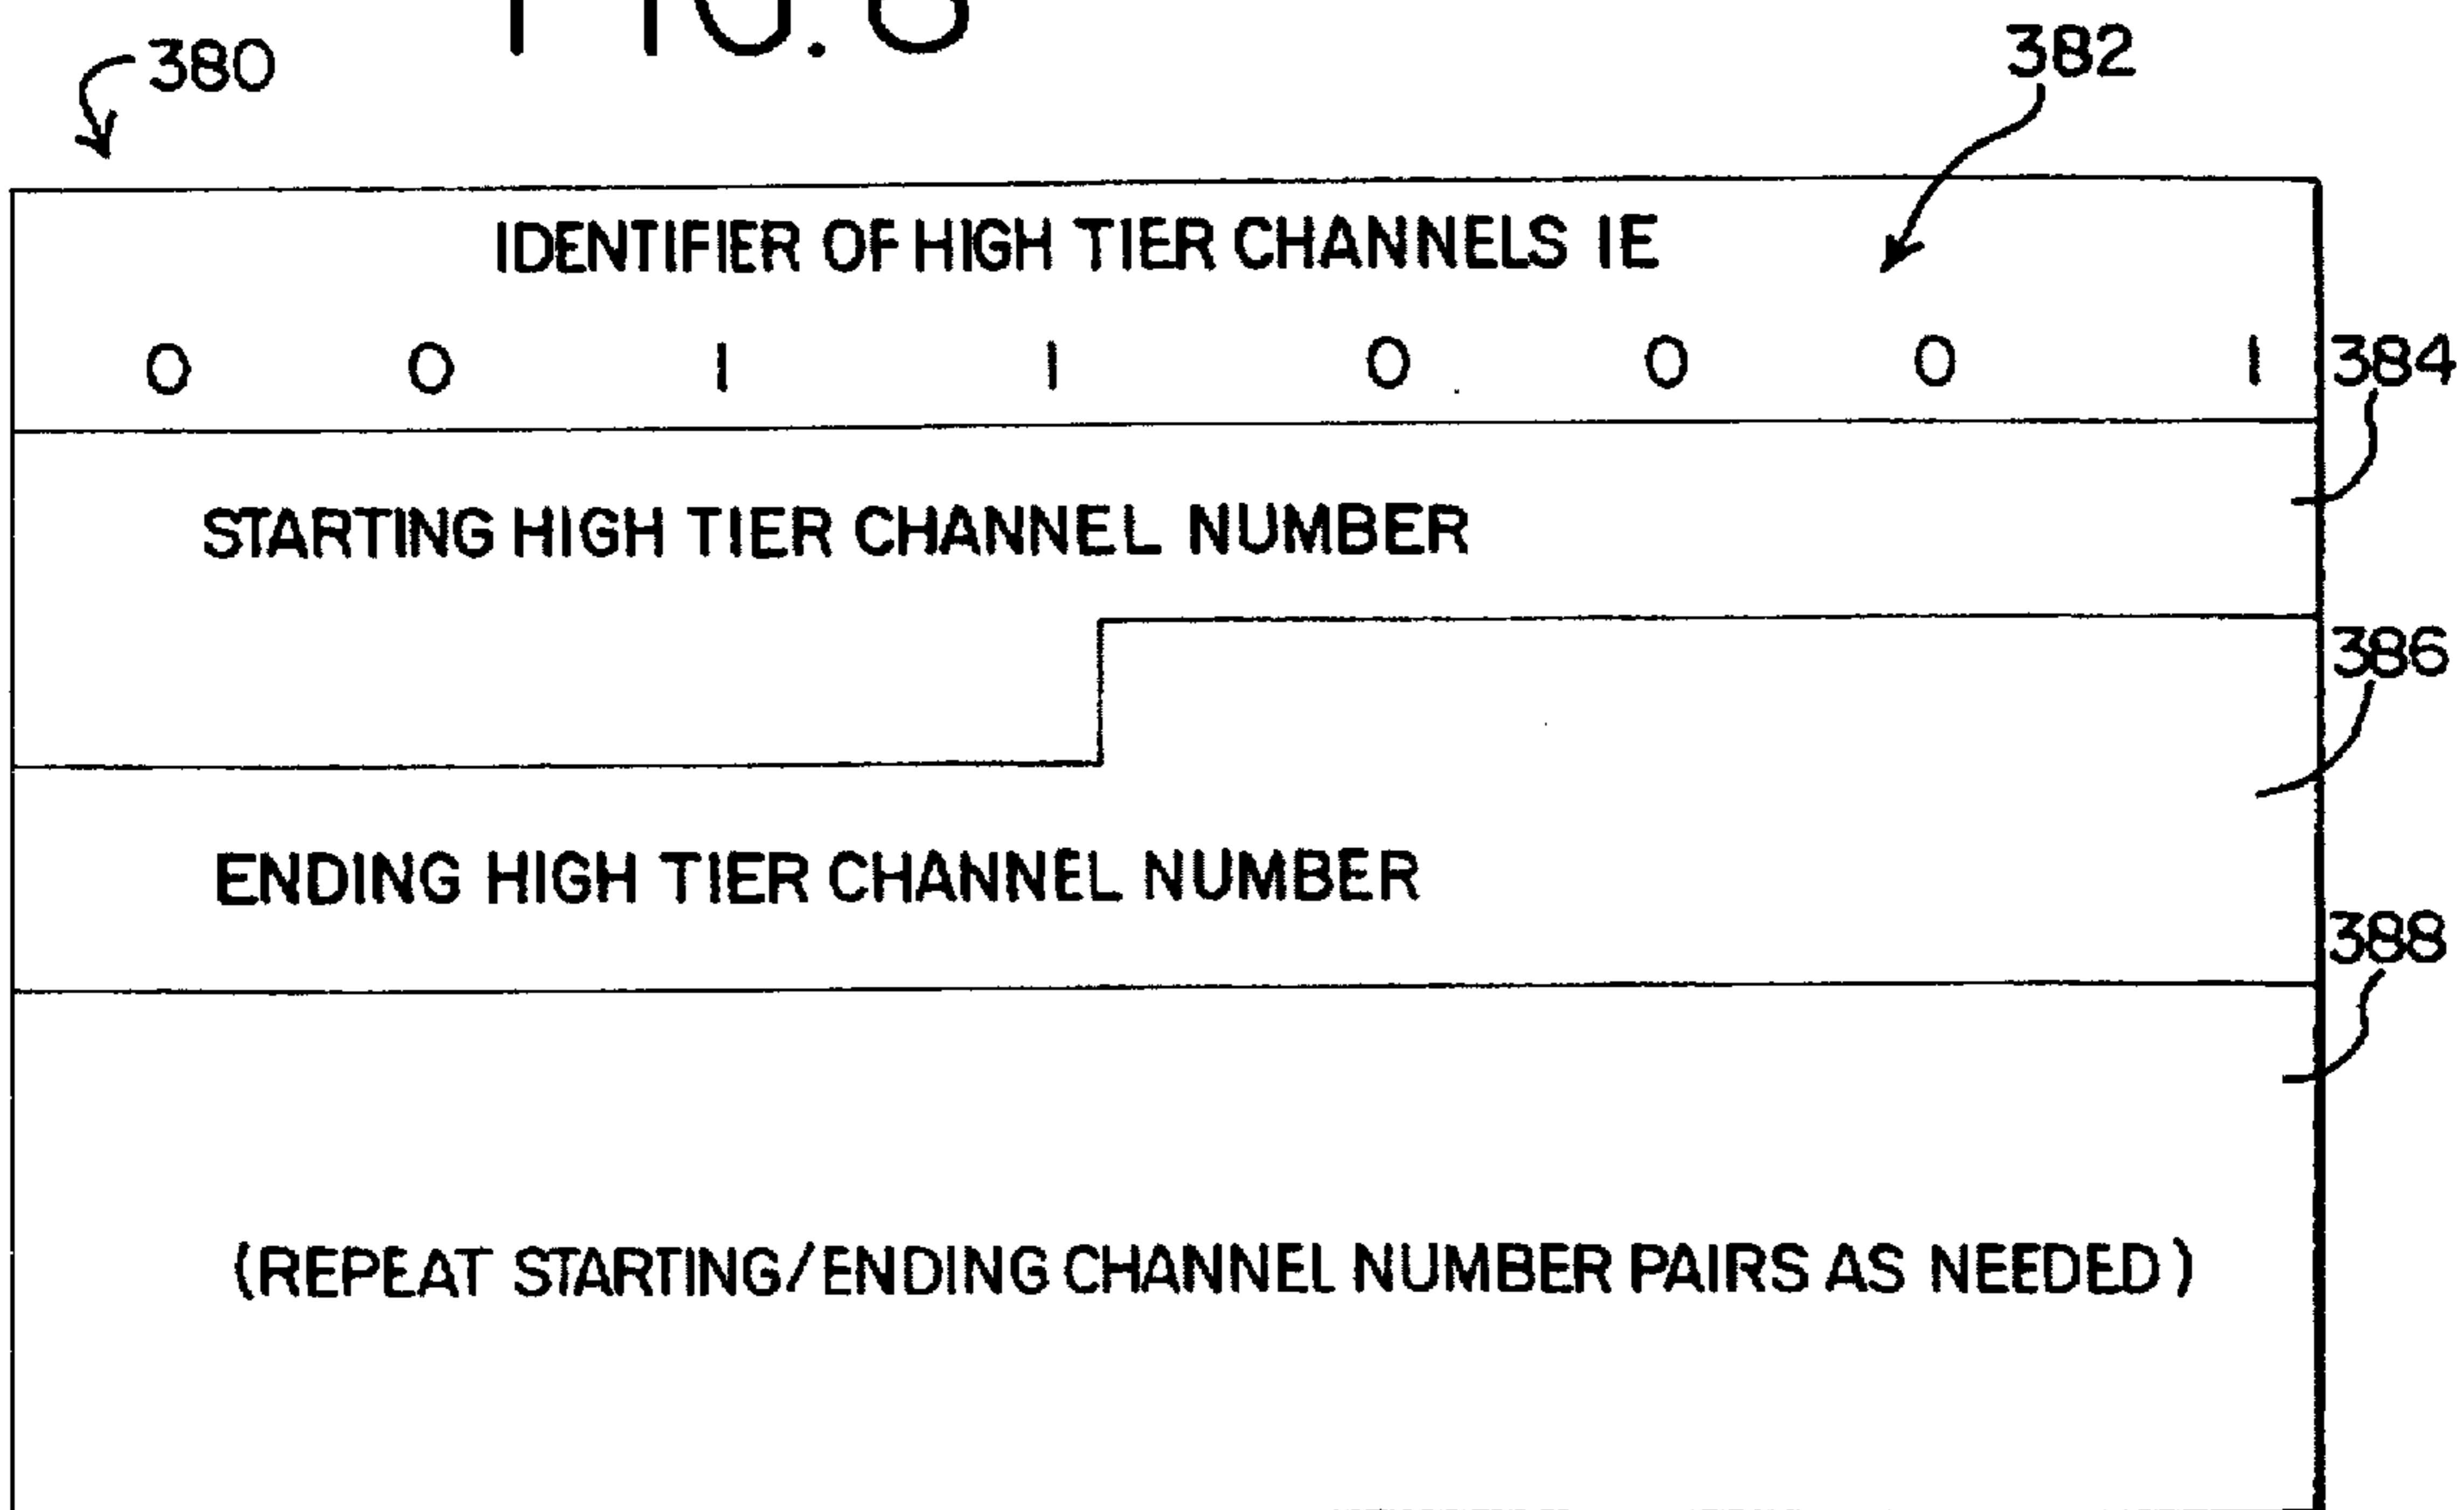 380
382
IDENTIFIER OF HIGH TIER CHANNELS IE
0 0 1 1 0 0 0 1
384
STARTING HIGH TIER CHANNEL NUMBER
386
ENDING HIGH TIER CHANNEL NUMBER
388
(REPEAT STARTING/ENDING CHANNEL NUMBER PAIRS AS NEEDED)